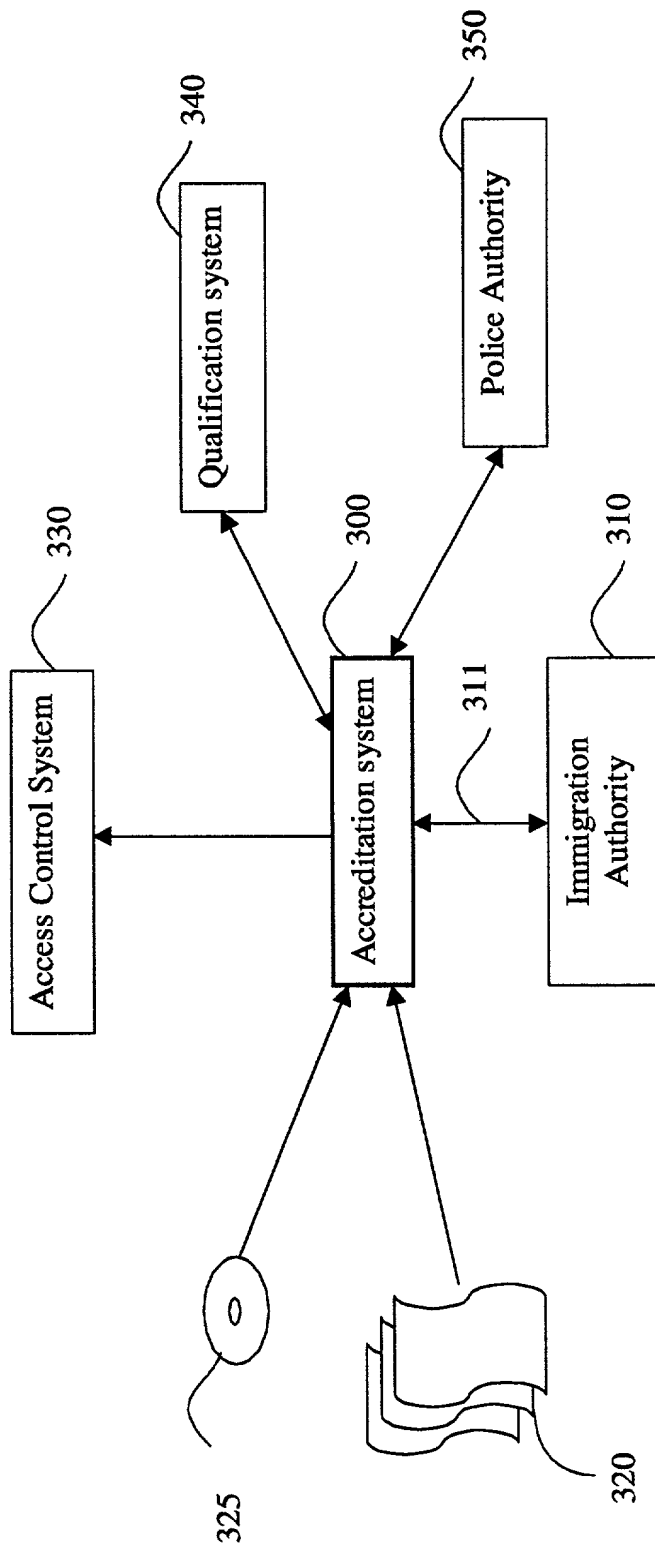 330
Access Control System
340
Qualification system
325
300
Accreditation system
350
Police Authority
311
320
310
Immigration
Authority